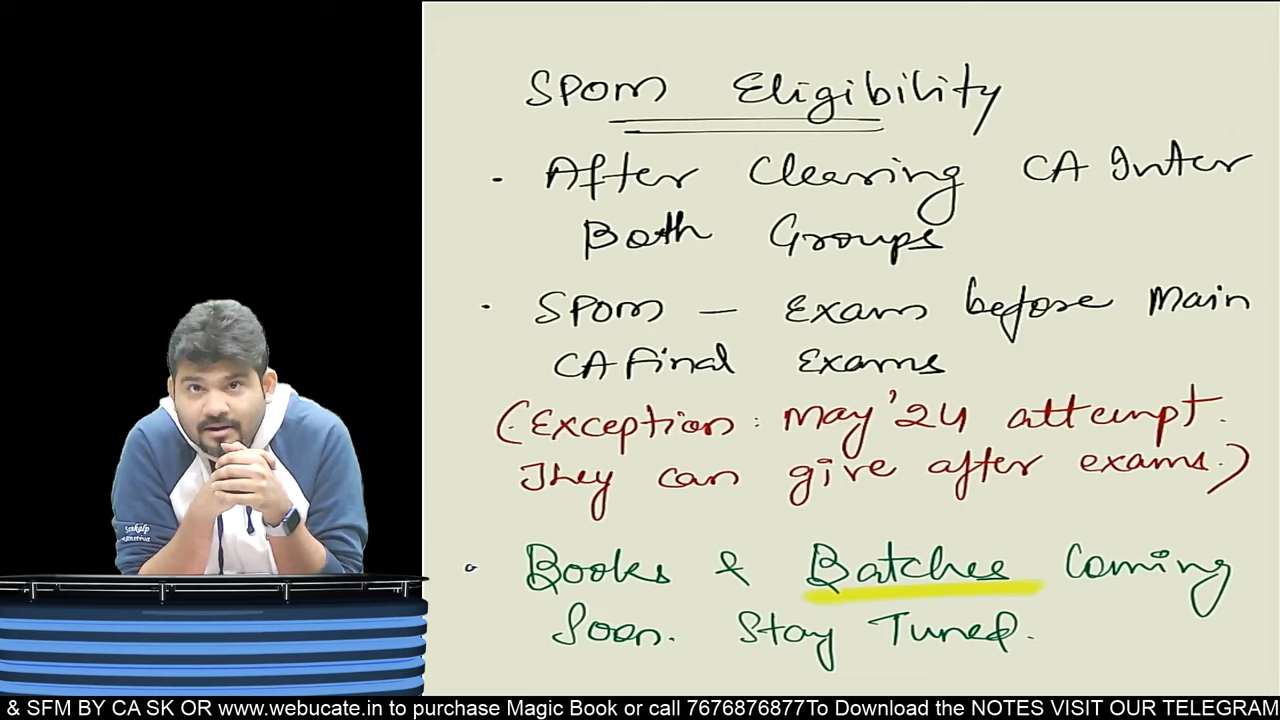 SPOM Eligibility
. After Clearing CA Inter
Both Groups
. SPOM – Exam before Main
CA Final Exams
(Exception: May '24 attempt.
They can give after exams.)
. Books & Batches Coming
Soon. Stay Tuned.
Sankalp
& SFM BY CA SK OR www.webucate.in to purchase Magic Book or call 7676876877To Download the NOTES VISIT OUR TELEGRAM